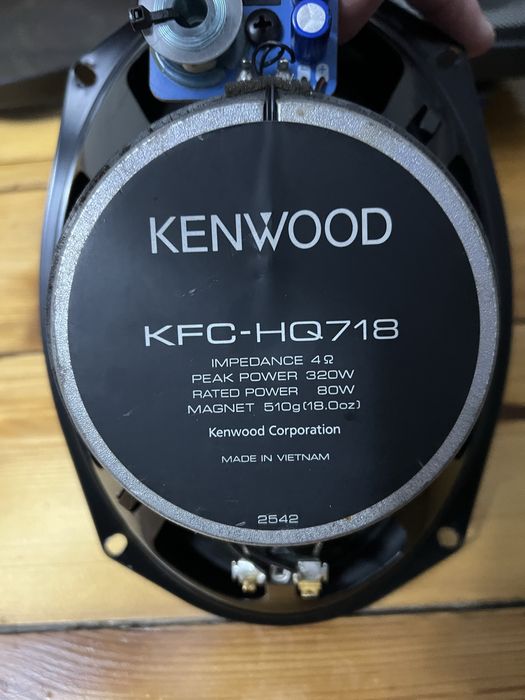 KENWOOD
KFC-HQ718
IMPEDANCE 4Ω
PEAK POWER 320W
RATED POWER 80W
MAGNET 510g(18.0oz)
Kenwood Corporation
MADE IN VIETNAM
2542